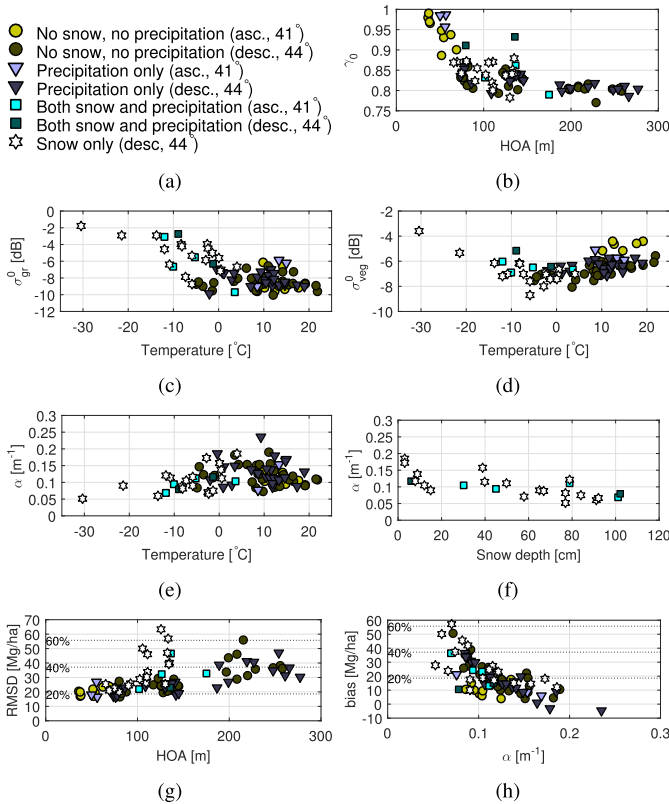 No snow, no precipitation (asc., 41°)
No snow, no precipitation (desc., 44°)
Precipitation only (asc., 41°)
Precipitation only (desc., 44°)
Both snow and precipitation (asc., 41°)
Both snow and precipitation (desc., 44°)
Snow only (desc, 44°)
(a)
γ0
1
0.95
0.9
0.85
0.8
0.75
0 100 200 300
HOA [m]
(b)
σ0gr [dB]
0
-2
-4
-6
-8
-10
-12
-30 -20 -10 0 10 20
Temperature [°C]
(c)
σ0veg [dB]
-2
-4
-6
-8
-10
-30 -20 -10 0 10 20
Temperature [°C]
(d)
α [m-1]
0.3
0.25
0.2
0.15
0.1
0.05
0
-30 -20 -10 0 10 20
Temperature [°C]
(e)
α [m-1]
0.3
0.25
0.2
0.15
0.1
0.05
0
0 20 40 60 80 100 120
Snow depth [cm]
(f)
RMSD [Mg/ha]
70
60
50
40
30
20
10
0
60%
40%
20%
0 100 200 300
HOA [m]
(g)
bias [Mg/ha]
60
50
40
30
20
10
0
-10
60%
40%
20%
0 0.1 0.2 0.3
α [m-1]
(h)